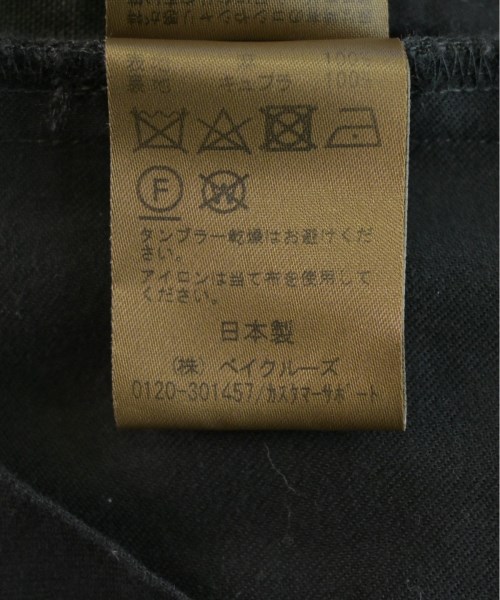 表地 100%
裏地 キュプラ 100%
F
W
タンブラー乾燥はお避けくだ
さい。
アイロンは当て布を使用して
ください。
日本製
(株) ベイクルーズ
0120-301457/カスタマーサポート